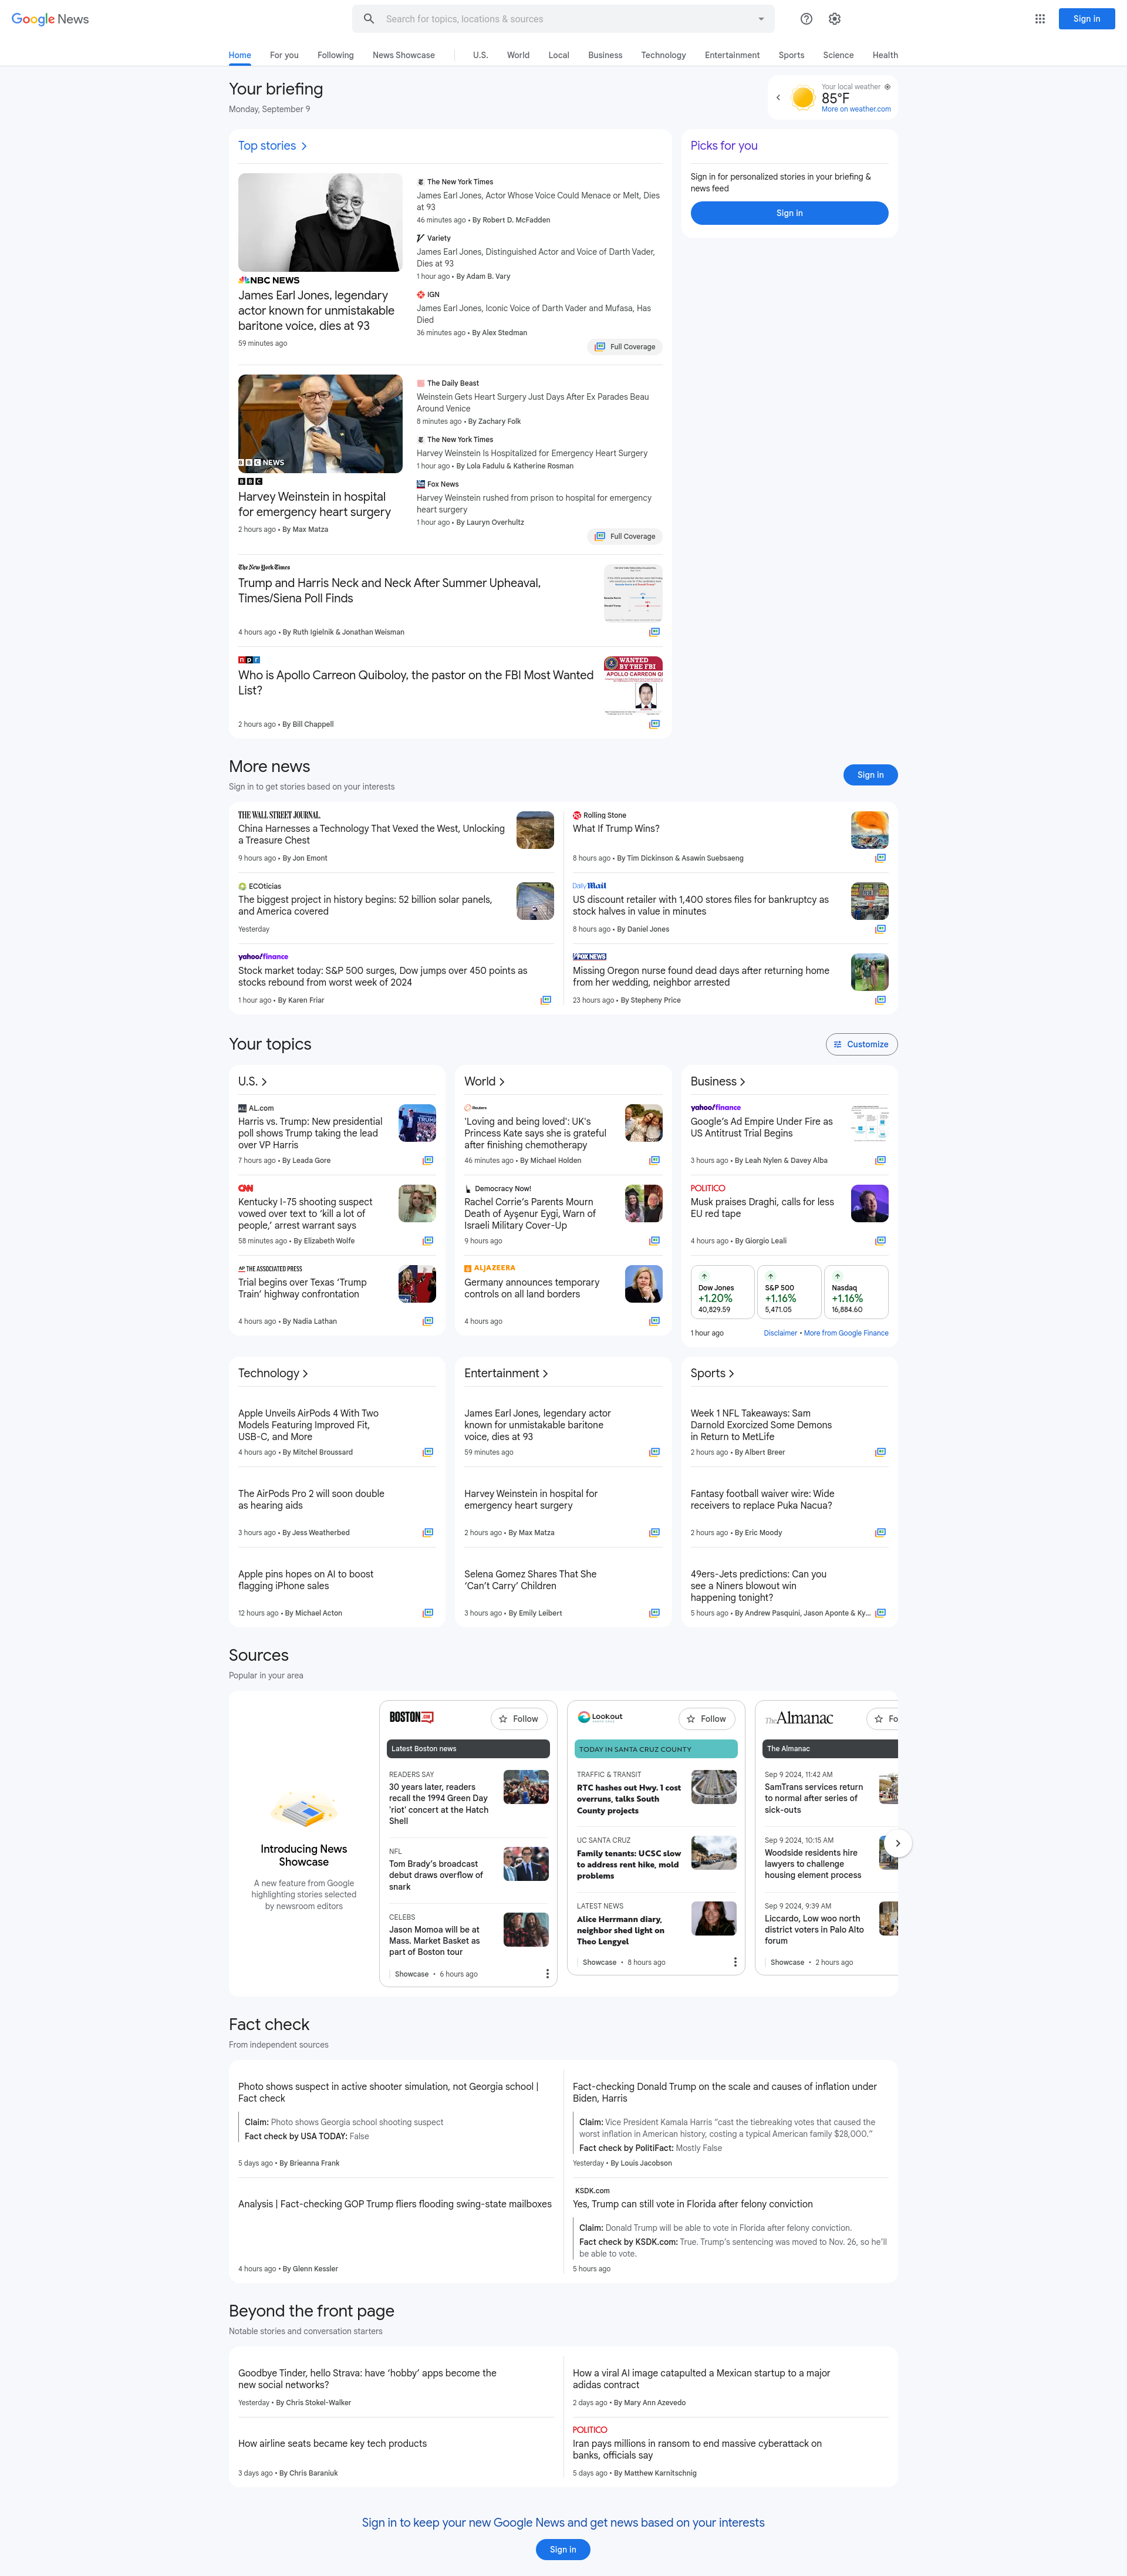 Google News
Search for topics, locations & sources
Sign in
Home For you Following News Showcase U.S. World Local Business Technology Entertainment Sports Science Health
Your briefing
Monday, September 9
Your local weather
85°F
More on weather.com
Top stories
NBC NEWS
James Earl Jones, legendary
actor known for unmistakable
baritone voice, dies at 93
59 minutes ago
The New York Times
James Earl Jones, Actor Whose Voice Could Menace or Melt, Dies
at 93
46 minutes ago • By Robert D. McFadden
Variety
James Earl Jones, Distinguished Actor and Voice of Darth Vader,
Dies at 93
1 hour ago • By Adam B. Vary
IGN
James Earl Jones, Iconic Voice of Darth Vader and Mufasa, Has
Died
36 minutes ago • By Alex Stedman
Full Coverage
Picks for you
Sign in for personalized stories in your briefing &
news feed
Sign in
BBC NEWS
BBC
Harvey Weinstein in hospital
for emergency heart surgery
2 hours ago • By Max Matza
The Daily Beast
Weinstein Gets Heart Surgery Just Days After Ex Parades Beau
Around Venice
8 minutes ago • By Zachary Folk
The New York Times
Harvey Weinstein Is Hospitalized for Emergency Heart Surgery
1 hour ago • By Lola Fadulu & Katherine Rosman
Fox News
Harvey Weinstein rushed from prison to hospital for emergency
heart surgery
1 hour ago • By Lauryn Overhultz
Full Coverage
The New York Times
Trump and Harris Neck and Neck After Summer Upheaval,
Times/Siena Poll Finds
4 hours ago • By Ruth Igielnik & Jonathan Weisman
npr
Who is Apollo Carreon Quiboloy, the pastor on the FBI Most Wanted
List?
2 hours ago • By Bill Chappell
WANTED
BY THE FBI
APOLLO CARREON QU
More news
Sign in to get stories based on your interests
Sign in
THE WALL STREET JOURNAL.
China Harnesses a Technology That Vexed the West, Unlocking
a Treasure Chest
9 hours ago • By Jon Emont
Rolling Stone
What If Trump Wins?
8 hours ago • By Tim Dickinson & Asawin Suebsaeng
ECOticias
The biggest project in history begins: 52 billion solar panels,
and America covered
Yesterday
Daily Mail
US discount retailer with 1,400 stores files for bankruptcy as
stock halves in value in minutes
8 hours ago • By Daniel Jones
yahoo!finance
Stock market today: S&P 500 surges, Dow jumps over 450 points as
stocks rebound from worst week of 2024
1 hour ago • By Karen Friar
FOX NEWS
Missing Oregon nurse found dead days after returning home
from her wedding, neighbor arrested
23 hours ago • By Stepheny Price
Your topics
Customize
U.S.
AL.com
Harris vs. Trump: New presidential
poll shows Trump taking the lead
over VP Harris
7 hours ago • By Leada Gore
CNN
Kentucky I-75 shooting suspect
vowed over text to ‘kill a lot of
people,’ arrest warrant says
58 minutes ago • By Elizabeth Wolfe
AP THE ASSOCIATED PRESS
Trial begins over Texas ‘Trump
Train’ highway confrontation
4 hours ago • By Nadia Lathan
World
Reuters
'Loving and being loved': UK's
Princess Kate says she is grateful
after finishing chemotherapy
46 minutes ago • By Michael Holden
Democracy Now!
Rachel Corrie’s Parents Mourn
Death of Ayşenur Eygi, Warn of
Israeli Military Cover-Up
9 hours ago
ALJAZEERA
Germany announces temporary
controls on all land borders
4 hours ago
Business
yahoo!finance
Google’s Ad Empire Under Fire as
US Antitrust Trial Begins
3 hours ago • By Leah Nylen & Davey Alba
POLITICO
Musk praises Draghi, calls for less
EU red tape
4 hours ago • By Giorgio Leali
Dow Jones
+1.20%
40,829.59
S&P 500
+1.16%
5,471.05
Nasdaq
+1.16%
16,884.60
1 hour ago
Disclaimer • More from Google Finance
Technology
Apple Unveils AirPods 4 With Two
Models Featuring Improved Fit,
USB-C, and More
4 hours ago • By Mitchel Broussard
The AirPods Pro 2 will soon double
as hearing aids
3 hours ago • By Jess Weatherbed
Apple pins hopes on AI to boost
flagging iPhone sales
12 hours ago • By Michael Acton
Entertainment
James Earl Jones, legendary actor
known for unmistakable baritone
voice, dies at 93
59 minutes ago
Harvey Weinstein in hospital for
emergency heart surgery
2 hours ago • By Max Matza
Selena Gomez Shares That She
‘Can’t Carry’ Children
3 hours ago • By Emily Leibert
Sports
Week 1 NFL Takeaways: Sam
Darnold Exorcized Some Demons
in Return to MetLife
2 hours ago • By Albert Breer
Fantasy football waiver wire: Wide
receivers to replace Puka Nacua?
2 hours ago • By Eric Moody
49ers-Jets predictions: Can you
see a Niners blowout win
happening tonight?
5 hours ago • By Andrew Pasquini, Jason Aponte & Ky...
Sources
Popular in your area
Introducing News
Showcase
A new feature from Google
highlighting stories selected
by newsroom editors
BOSTON.COM
Follow
Latest Boston news
READERS SAY
30 years later, readers
recall the 1994 Green Day
'riot' concert at the Hatch
Shell
NFL
Tom Brady's broadcast
debut draws overflow of
snark
CELEBS
Jason Momoa will be at
Mass. Market Basket as
part of Boston tour
Showcase • 6 hours ago
Lookout
Follow
TODAY IN SANTA CRUZ COUNTY
TRAFFIC & TRANSIT
RTC hashes out Hwy. 1 cost
overruns, talks South
County projects
UC SANTA CRUZ
Family tenants: UCSC slow
to address rent hike, mold
problems
LATEST NEWS
Alice Herrmann diary,
neighbor shed light on
Theo Lengyel
Showcase • 8 hours ago
The Almanac
Fo
The Almanac
Sep 9 2024, 11:42 AM
SamTrans services return
to normal after series of
sick-outs
Sep 9 2024, 10:15 AM
Woodside residents hire
lawyers to challenge
housing element process
Sep 9 2024, 9:39 AM
Liccardo, Low woo north
district voters in Palo Alto
forum
Showcase • 2 hours ago
Fact check
From independent sources
Photo shows suspect in active shooter simulation, not Georgia school |
Fact check
Claim: Photo shows Georgia school shooting suspect
Fact check by USA TODAY: False
5 days ago • By Brieanna Frank
Fact-checking Donald Trump on the scale and causes of inflation under
Biden, Harris
Claim: Vice President Kamala Harris “cast the tiebreaking votes that caused the
worst inflation in American history, costing a typical American family $28,000.”
Fact check by PolitiFact: Mostly False
Yesterday • By Louis Jacobson
Analysis | Fact-checking GOP Trump fliers flooding swing-state mailboxes
4 hours ago • By Glenn Kessler
KSDK.com
Yes, Trump can still vote in Florida after felony conviction
Claim: Donald Trump will be able to vote in Florida after felony conviction.
Fact check by KSDK.com: True. Trump's sentencing was moved to Nov. 26, so he'll
be able to vote.
5 hours ago
Beyond the front page
Notable stories and conversation starters
Goodbye Tinder, hello Strava: have ‘hobby’ apps become the
new social networks?
Yesterday • By Chris Stokel-Walker
How a viral AI image catapulted a Mexican startup to a major
adidas contract
2 days ago • By Mary Ann Azevedo
How airline seats became key tech products
3 days ago • By Chris Baraniuk
POLITICO
Iran pays millions in ransom to end massive cyberattack on
banks, officials say
5 days ago • By Matthew Karnitschnig
Sign in to keep your new Google News and get news based on your interests
Sign in